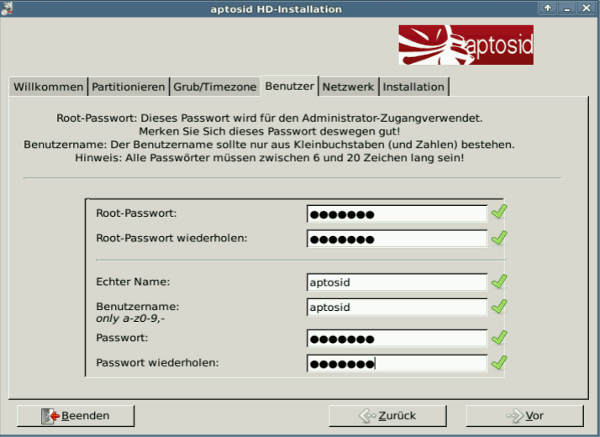 aptosid HD-Installation
aptosid
Willkommen Partitionieren Grub/Timezone Benutzer Netzwerk Installation
Root-Passwort: Dieses Passwort wird für den Administrator-Zugangverwendet.
Merken Sie Sich dieses Passwort deswegen gut!
Benutzername: Der Benutzername sollte nur aus Kleinbuchstaben (und Zahlen) bestehen.
Hinweis: Alle Passwörter müssen zwischen 6 und 20 Zeichen lang sein!
Root-Passwort: ●●●●●●●
Root-Passwort wiederholen: ●●●●●●●
Echter Name: aptosid
Benutzername: aptosid
only a-z0-9,-
Passwort: ●●●●●●●
Passwort wiederholen: ●●●●●●●
Beenden Zurück Vor